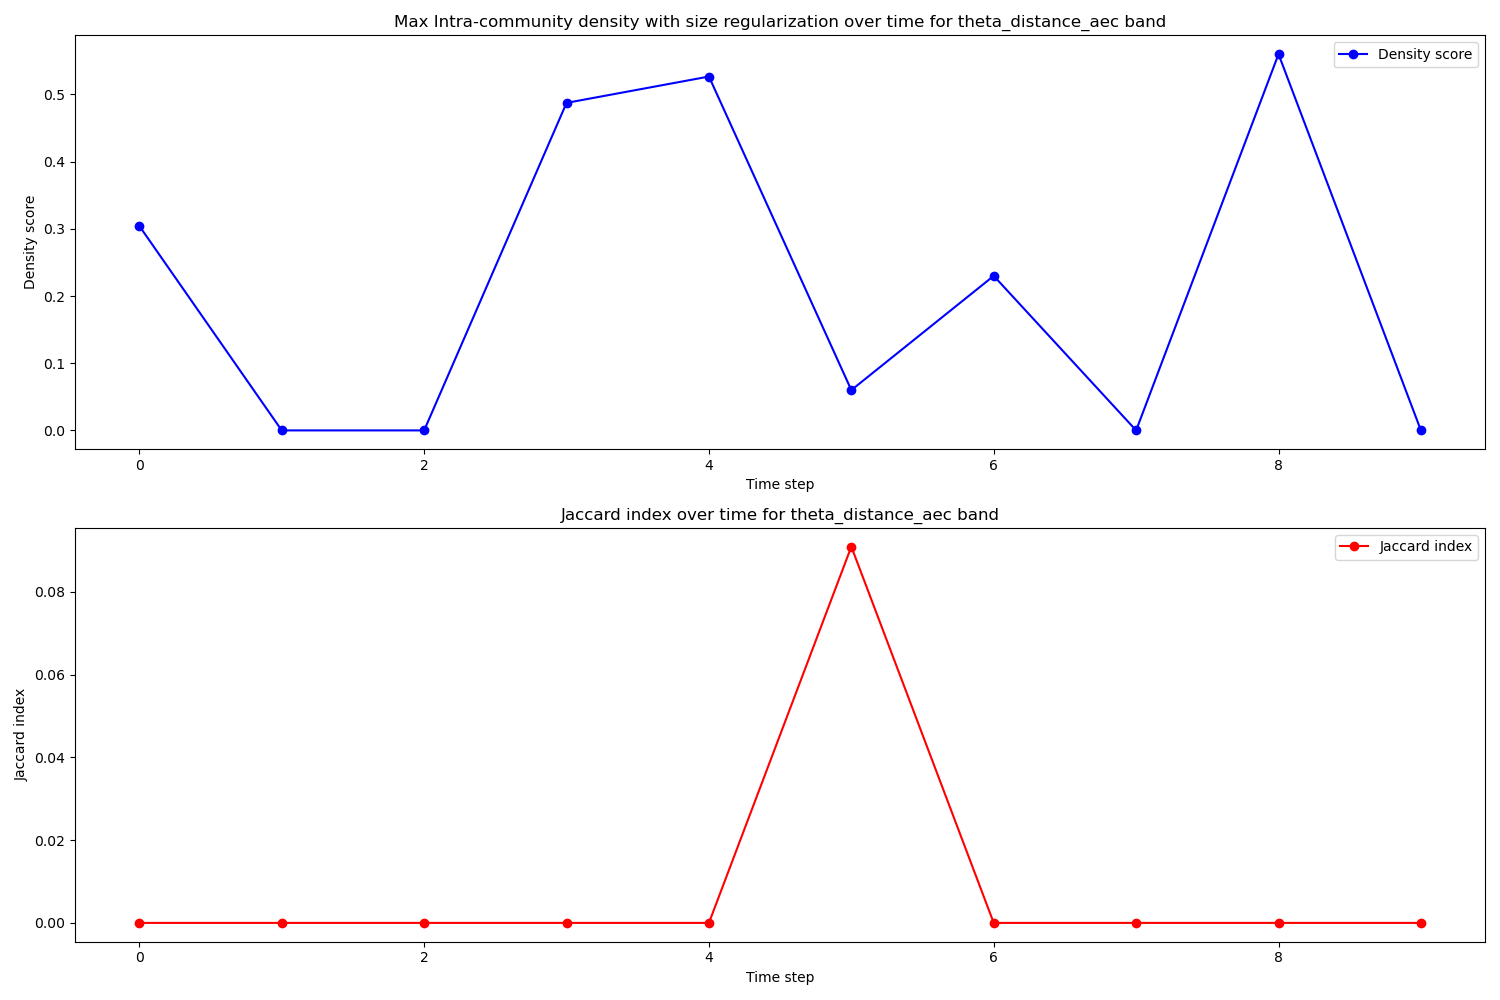 Max Intra-community density with size regularization over time for theta_distance_aec band
Density score
Density score
0.5
0.4
0.3
0.2
0.1
0.0
0 2 4 6 8
Time step
Jaccard index over time for theta_distance_aec band
Jaccard index
Jaccard index
0.08
0.06
0.04
0.02
0.00
0 2 4 6 8
Time step